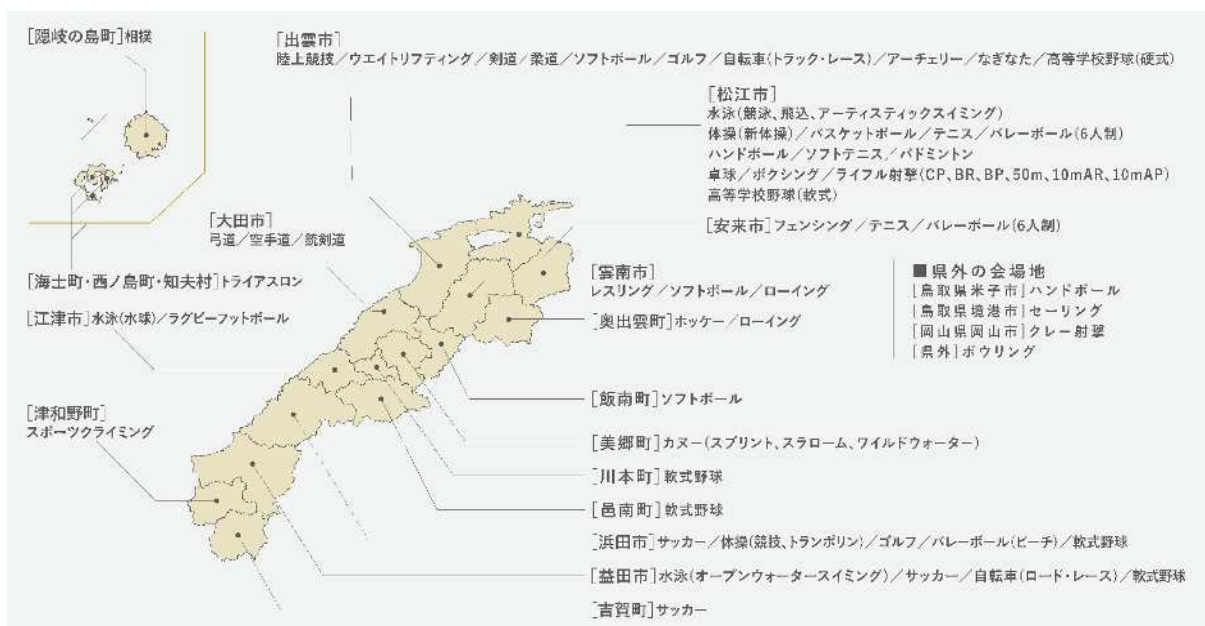 [隠岐の島町]相撲
[出雲市]
陸上競技／ウエイトリフティング／剣道／柔道／ソフトボール／ゴルフ／自転車(トラック・レース)／アーチェリー／なぎなた／高等学校野球(硬式)
[松江市]
水泳(競泳、飛込、アーティスティックスイミング)
体操(新体操)／バスケットボール／テニス／バレーボール(6人制)
ハンドボール／ソフトテニス／バドミントン
卓球／ボクシング／ライフル射撃(CP、BR、BP、50m、10mAR、10mAP)
高等学校野球(軟式)
[大田市]
弓道／空手道／銃剣道
[安来市]フェンシング／テニス／バレーボール(6人制)
[海士町・西ノ島町・知夫村]トライアスロン
[雲南市]
レスリング／ソフトボール／ローイング
■県外の会場地
[鳥取県米子市]ハンドボール
[鳥取県境港市]セーリング
[岡山県岡山市]クレー射撃
[県外]ボウリング
[江津市]水泳(水球)／ラグビーフットボール
[奥出雲町]ホッケー／ローイング
[飯南町]ソフトボール
[津和野町]
スポーツクライミング
[美郷町]カヌー(スプリント、スラローム、ワイルドウォーター)
[川本町]軟式野球
[邑南町]軟式野球
[浜田市]サッカー／体操(競技、トランポリン)／ゴルフ／バレーボール(ビーチ)／軟式野球
[益田市]水泳(オープンウォータースイミング)／サッカー／自転車(ロード・レース)／軟式野球
[吉賀町]サッカー